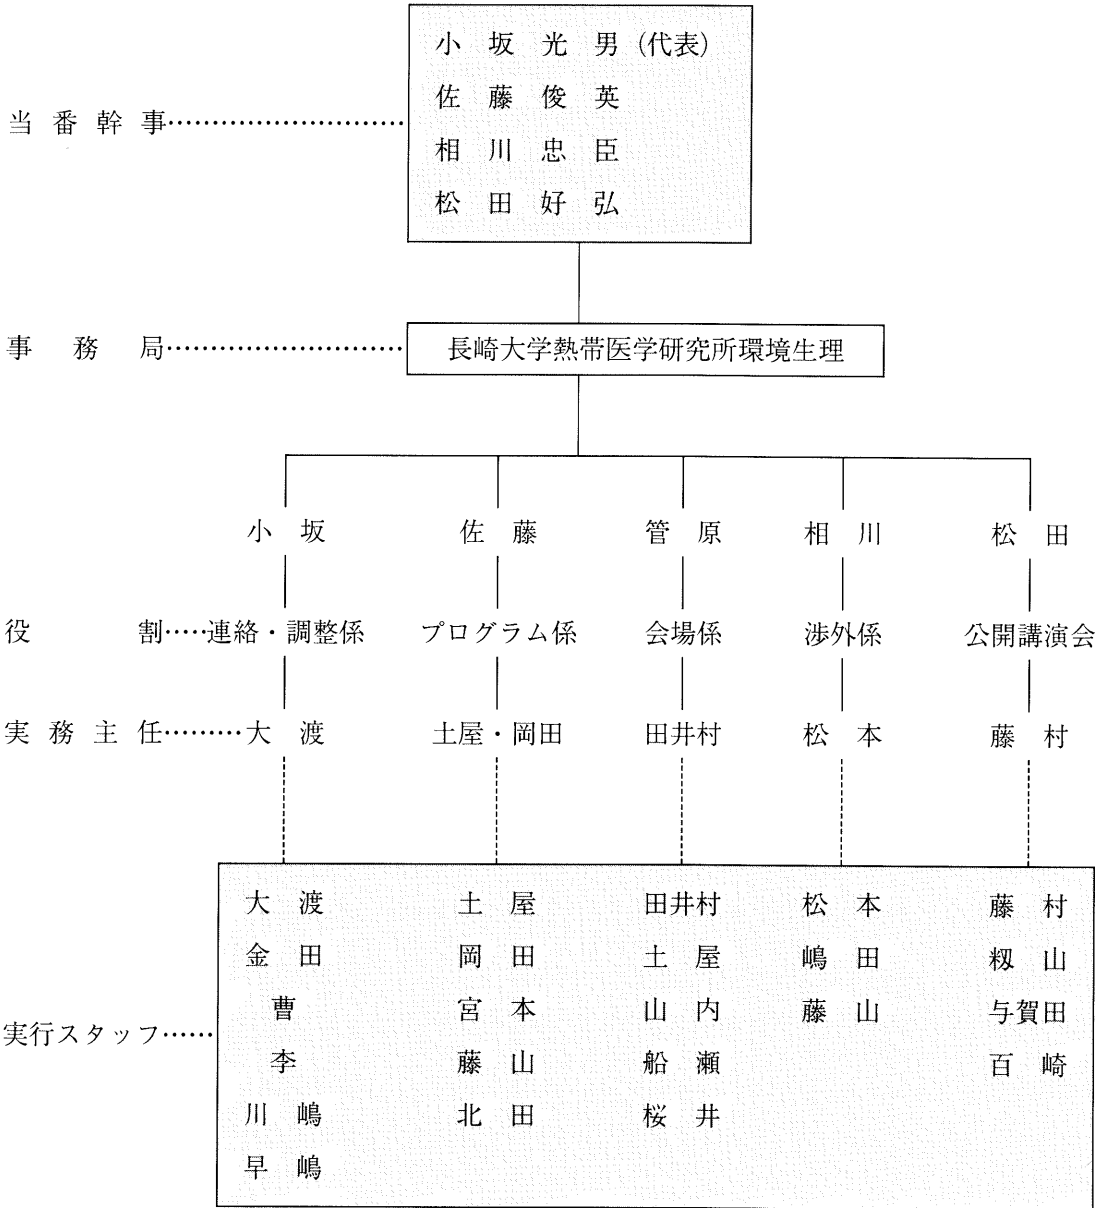 小坂光男(代表)
佐藤俊英
当番幹事………………………
相川忠臣
松田好弘
事務局………………………長崎大学熱帯医学研究所環境生理
小坂 佐藤 管原 相川 松田
役割……連絡・調整係 プログラム係 会場係 渉外係 公開講演会
実務主任………大渡 土屋・岡田 田井村 松本 藤村
大渡 土屋 田井村 松本 藤村
金田 岡田 土屋 嶋田 籾山
曹 宮本 山内 藤山 与賀田
実行スタッフ……
李 藤山 船瀬 百崎
川嶋 北田 桜井
早嶋